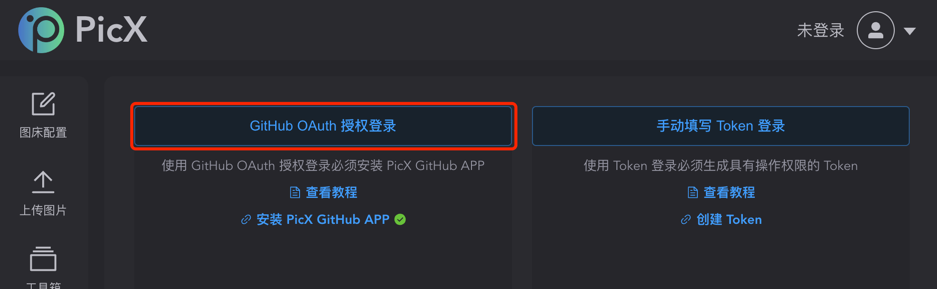 PicX
未登录
图床配置
上传图片
工具箱
GitHub OAuth 授权登录
使用 GitHub OAuth 授权登录必须安装 PicX GitHub APP
查看教程
安装 PicX GitHub APP
手动填写 Token 登录
使用 Token 登录必须生成具有操作权限的 Token
查看教程
创建 Token